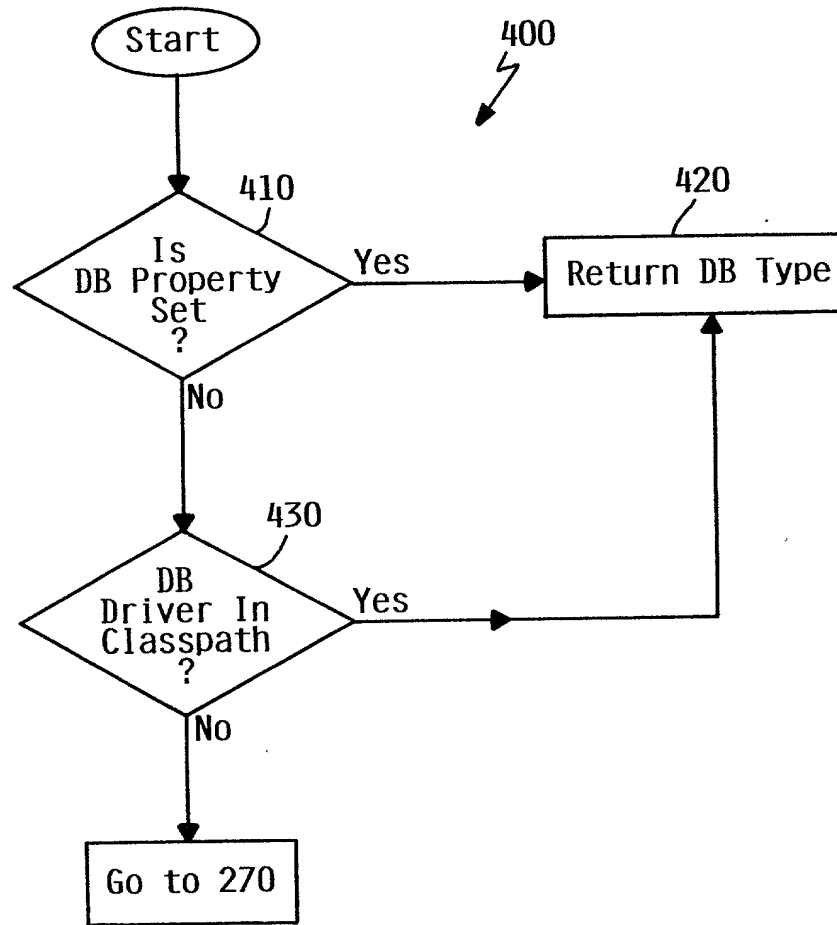 Start
400
410
Is
DB Property
Set
?
Yes
420
Return DB Type
No
430
DB
Driver In
Classpath
?
Yes
No
Go to 270